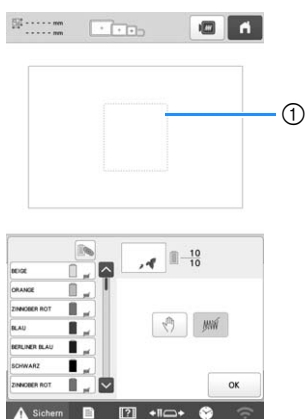 ----- mm
----- mm
①
BEIGE
ORANGE
ZINNOBER ROT
BLAU
BERLINER BLAU
SCHWARZ
ZINNOBER ROT
10
10
OK
Sichern